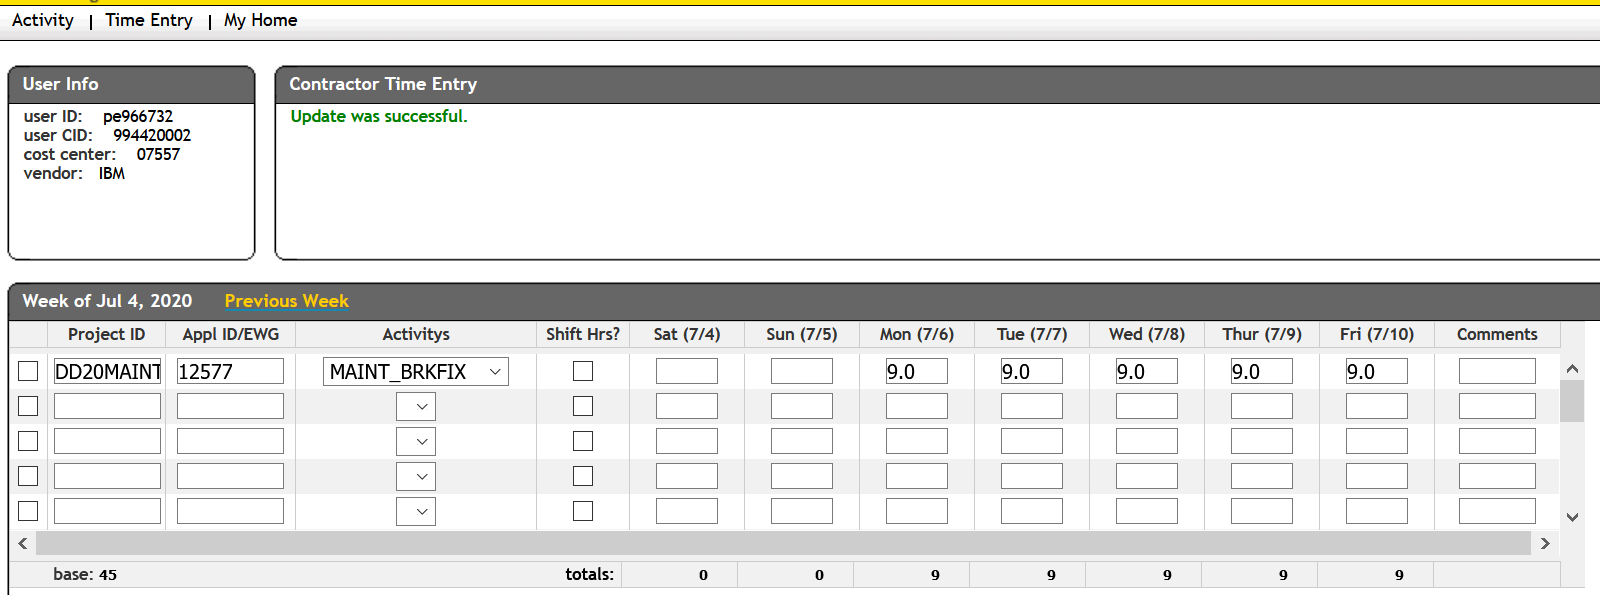 Activity | Time Entry | My Home
User Info
user ID: pe966732
user CID: 994420002
cost center: 07557
vendor: IBM
Contractor Time Entry
Update was successful.
Week of Jul 4, 2020 Previous Week
Project ID Appl ID/EWG Activitys Shift Hrs? Sat (7/4) Sun (7/5) Mon (7/6) Tue (7/7) Wed (7/8) Thur (7/9) Fri (7/10) Comments
DD20MAINT 12577 MAINT_BRKFIX 9.0 9.0 9.0 9.0 9.0
base: 45 totals: 0 0 9 9 9 9 9